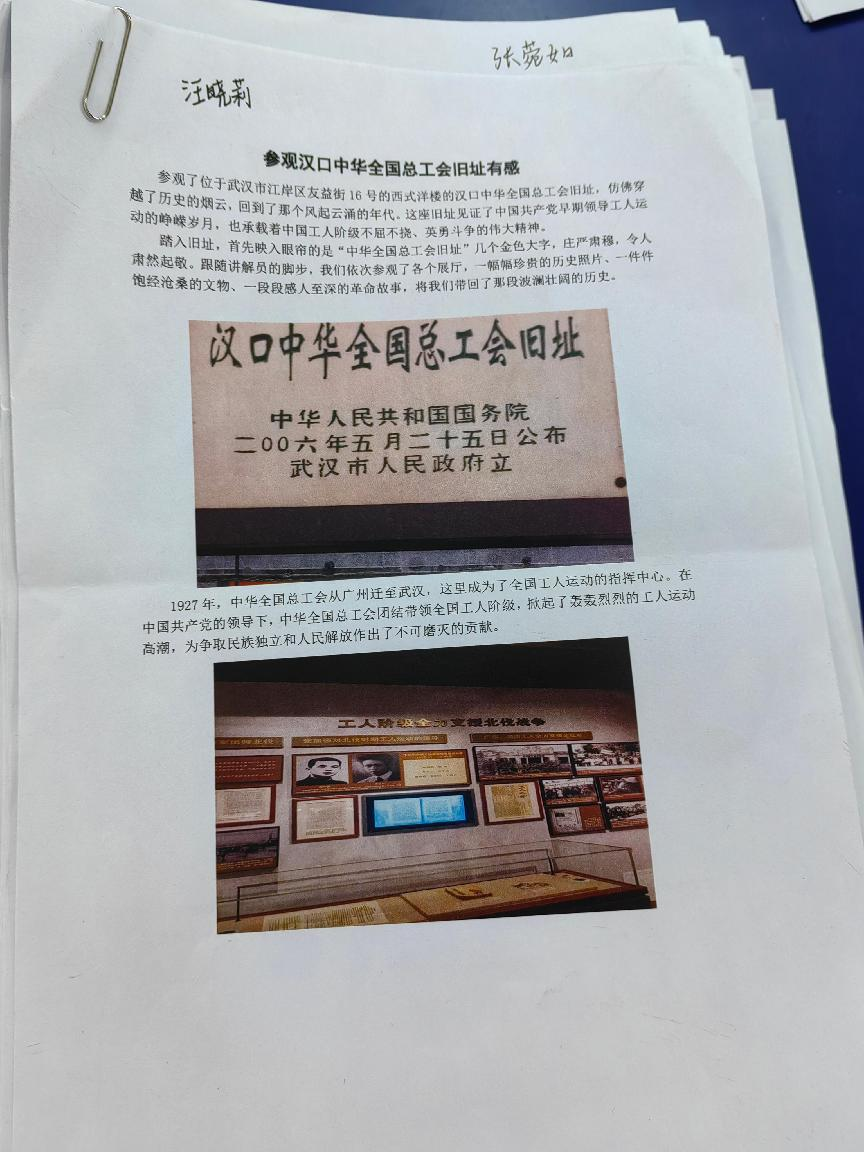 张菀如
汪晓莉
参观汉口中华全国总工会旧址有感
参观了位于武汉市江岸区友益街 16 号的西式洋楼的汉口中华全国总工会旧址，仿佛穿
越了历史的烟云，回到了那个风起云涌的年代。这座旧址见证了中国共产党早期领导工人运
动的峥嵘岁月，也承载着中国工人阶级不屈不挠、英勇斗争的伟大精神。
踏入旧址，首先映入眼帘的是“中华全国总工会旧址”几个金色大字，庄严肃穆，令人
肃然起敬。跟随讲解员的脚步，我们依次参观了各个展厅，一幅幅珍贵的历史照片、一件件
饱经沧桑的文物、一段段感人至深的革命故事，将我们带回了那段波澜壮阔的历史。
汉口中华全国总工会旧址
中华人民共和国国务院
二00六年五月二十五日公布
武汉市人民政府立
1927 年，中华全国总工会从广州迁至武汉，这里成为了全国工人运动的指挥中心。在
中国共产党的领导下，中华全国总工会团结带领全国工人阶级，掀起了轰轰烈烈的工人运动
高潮，为争取民族独立和人民解放作出了不可磨灭的贡献。
工人阶级全力支援北伐战争